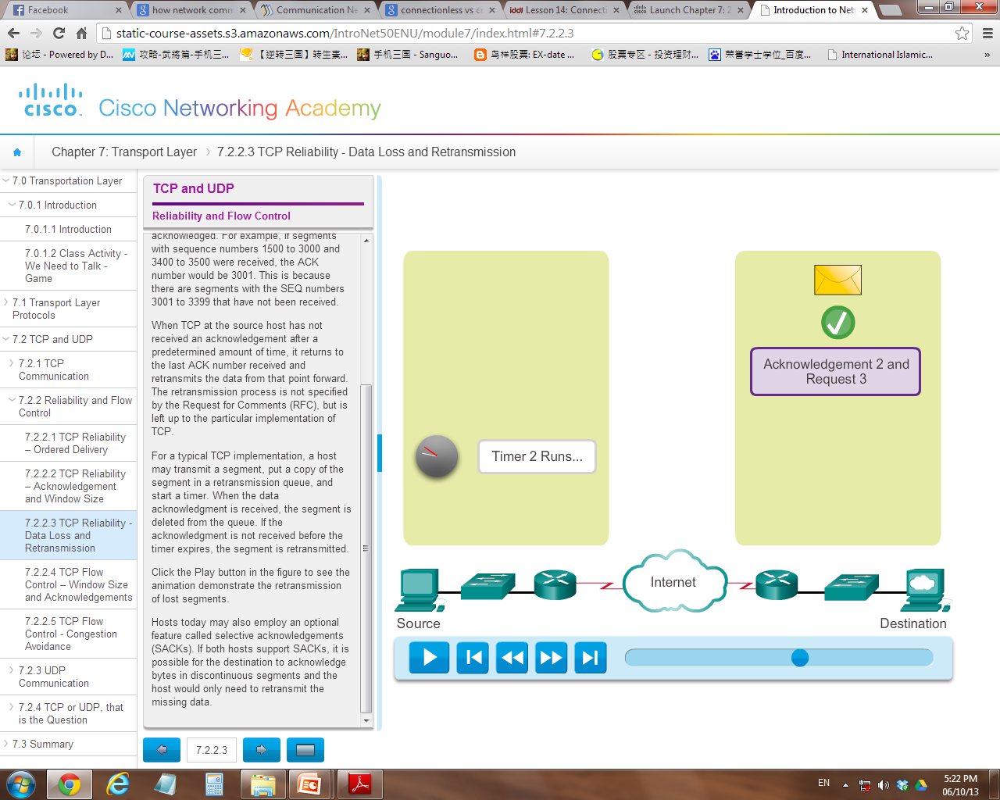 Facebook
how network comm
Communication Ne
connectionless vs c
iddl Lesson 14: Connecti
Launch Chapter 7: 2
Introduction to Net
static-course-assets.s3.amazonaws.com/IntroNet50ENU/module7/index.html#7.2.2.3
论坛 - Powered by D...
攻略-武将篇-手机三...
【逆转三国】转生素...
手机三国 - Sanguo...
鸟样股票: EX-date ...
股票专区 - 投资理财...
荣誉学士学位_百度...
International Islamic...
»
cisco.
Cisco Networking Academy
Chapter 7: Transport Layer
7.2.2.3 TCP Reliability - Data Loss and Retransmission
7.0 Transportation Layer
7.0.1 Introduction
7.0.1.1 Introduction
7.0.1.2 Class Activity -
We Need to Talk -
Game
7.1 Transport Layer
Protocols
7.2 TCP and UDP
7.2.1 TCP
Communication
7.2.2 Reliability and Flow
Control
7.2.2.1 TCP Reliability
– Ordered Delivery
7.2.2.2 TCP Reliability
– Acknowledgement
and Window Size
7.2.2.3 TCP Reliability -
Data Loss and
Retransmission
7.2.2.4 TCP Flow
Control – Window Size
and Acknowledgements
7.2.2.5 TCP Flow
Control - Congestion
Avoidance
7.2.3 UDP
Communication
7.2.4 TCP or UDP, that
is the Question
7.3 Summary
TCP and UDP
Reliability and Flow Control
acknowledged. For example, if segments
with sequence numbers 1500 to 3000 and
3400 to 3500 were received, the ACK
number would be 3001. This is because
there are segments with the SEQ numbers
3001 to 3399 that have not been received.
When TCP at the source host has not
received an acknowledgement after a
predetermined amount of time, it returns to
the last ACK number received and
retransmits the data from that point forward.
The retransmission process is not specified
by the Request for Comments (RFC), but is
left up to the particular implementation of
TCP.
For a typical TCP implementation, a host
may transmit a segment, put a copy of the
segment in a retransmission queue, and
start a timer. When the data
acknowledgment is received, the segment is
deleted from the queue. If the
acknowledgment is not received before the
timer expires, the segment is retransmitted.
Click the Play button in the figure to see the
animation demonstrate the retransmission
of lost segments.
Hosts today may also employ an optional
feature called selective acknowledgements
(SACKs). If both hosts support SACKs, it is
possible for the destination to acknowledge
bytes in discontinuous segments and the
host would only need to retransmit the
missing data.
7.2.2.3
Acknowledgement 2 and
Request 3
Timer 2 Runs...
Internet
Source
Destination
EN
5:22 PM
06/10/13